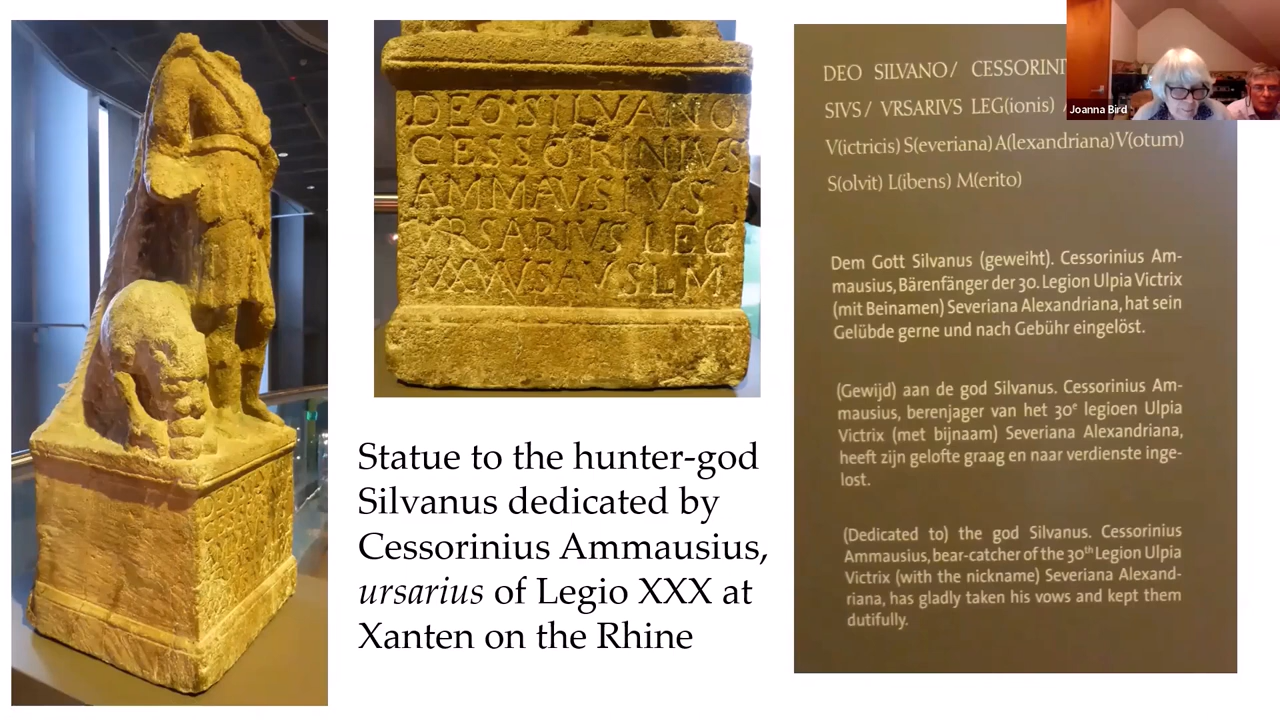 DEO SILVANO
CESSORINIVS
AMMAVSIVS
VRSARIVS LEG
XXXVVSAVSLM
Statue to the hunter-god
Silvanus dedicated by
Cessorinius Ammausius,
ursarius of Legio XXX at
Xanten on the Rhine
DEO SILVANO/
SIVS/ VRSARIVS LEG(ionis)
V(ictricis) S(everiana) A(lexandriana) V(otum)
S(olvit) L(ibens) M(erito)
Dem Gott Silvanus (geweiht). Cessorinius Am-
mausius, Bärenfänger der 30. Legion Ulpia Victrix
(mit Beinamen) Severiana Alexandriana, hat sein
Gelübde gerne und nach Gebühr eingelöst.
(Gewijd) aan de god Silvanus. Cessorinius Am-
mausius, berenjager van het 30e legioen Ulpia
Victrix (met bijnaam) Severiana Alexandriana,
heeft zijn gelofte graag en naar verdienste inge-
lost.
(Dedicated to) the god Silvanus. Cessorinius
Ammausius, bear-catcher of the 30th Legion Ulpia
Victrix (with the nickname) Severiana Alexand-
riana, has gladly taken his vows and kept them
dutifully.
Joanna Bird